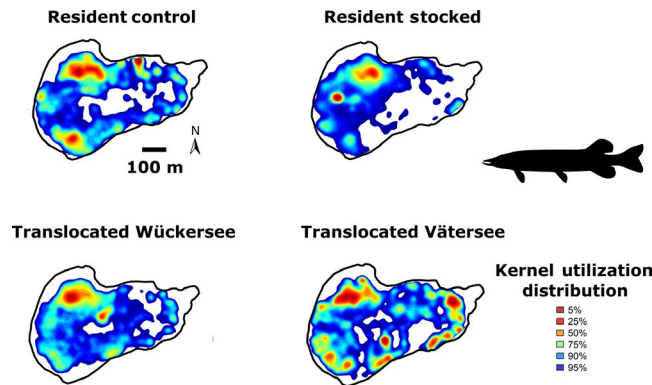 Resident control
Resident stocked
N
100 m
Translocated Wückersee
Translocated Vätersee
Kernel utilization
distribution
5%
25%
50%
75%
90%
95%